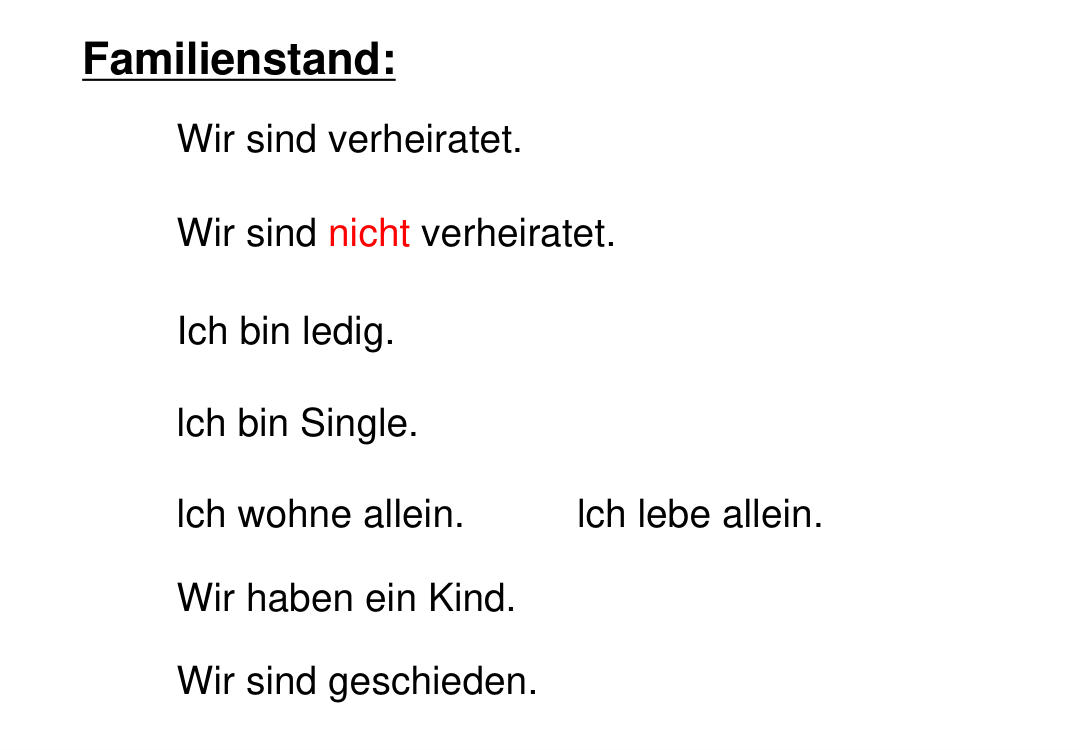 Familienstand:
Wir sind verheiratet.
Wir sind nicht verheiratet.
Ich bin ledig.
Ich bin Single.
Ich wohne allein. Ich lebe allein.
Wir haben ein Kind.
Wir sind geschieden.